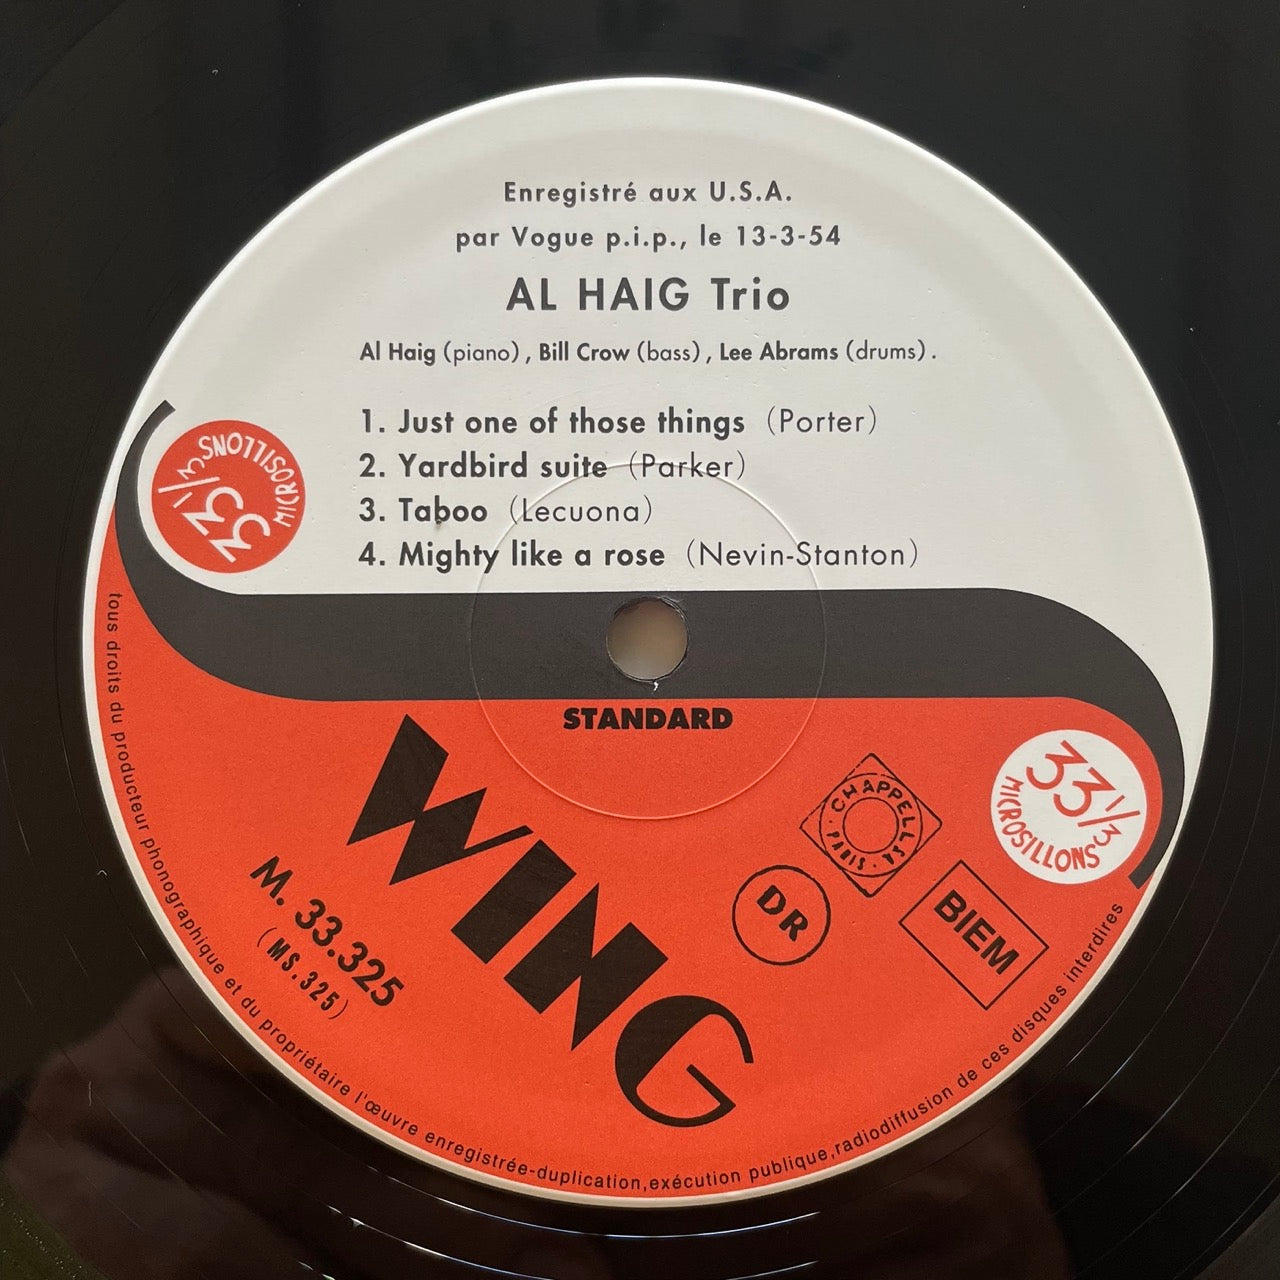 Enregistré aux U.S.A.
par Vogue p.i.p., le 13-3-54
AL HAIG Trio
Al Haig (piano), Bill Crow (bass), Lee Abrams (drums).
1. Just one of those things (Porter)
2. Yardbird suite (Parker)
3. Taboo (Lecuona)
4. Mighty like a rose (Nevin-Stanton)
33 1/3
MICROSILLONS
STANDARD
WING
M. 33.325
(MS.325)
CHAPPELL S.A.
· PARIS ·
DR
BIEM
33 1/3
MICROSILLONS
tous droits du producteur phonographique et du propriétaire l'œuvre enregistrée-duplication,exécution publique,radiodiffusion de ces disques interdires